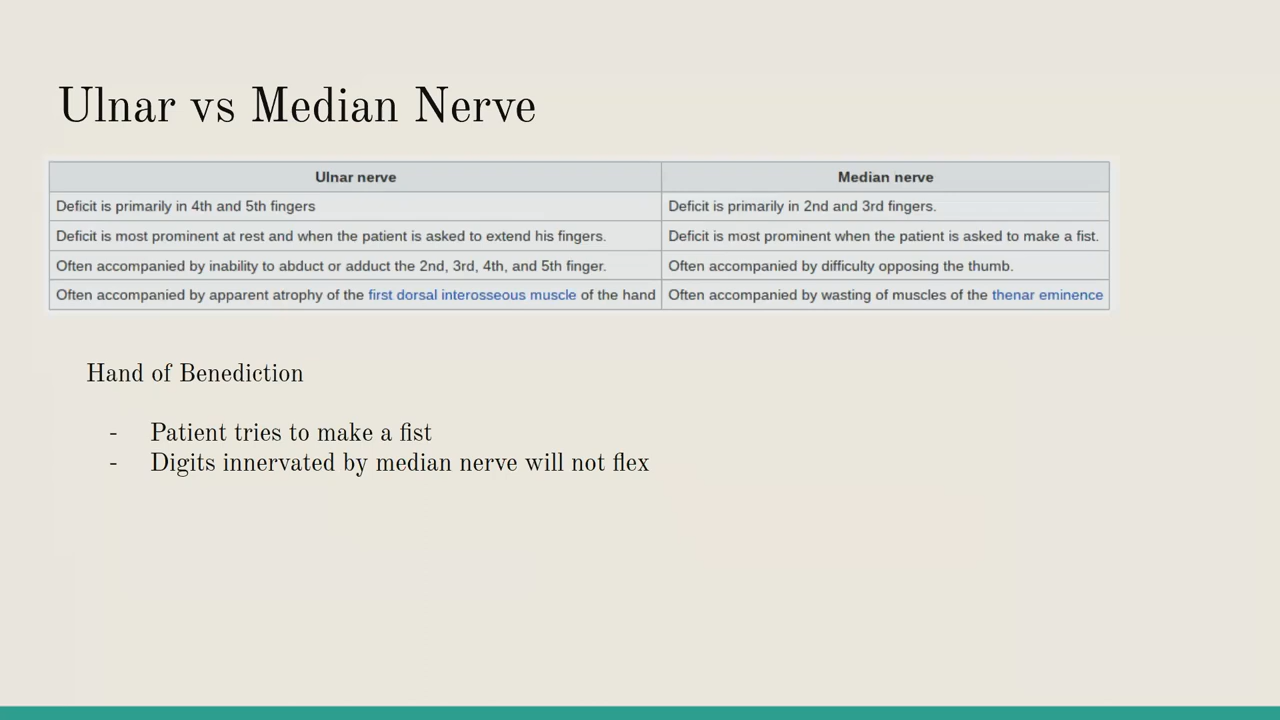 Ulnar vs Median Nerve
Ulnar nerve Median nerve
Deficit is primarily in 4th and 5th fingers Deficit is primarily in 2nd and 3rd fingers.
Deficit is most prominent at rest and when the patient is asked to extend his fingers. Deficit is most prominent when the patient is asked to make a fist.
Often accompanied by inability to abduct or adduct the 2nd, 3rd, 4th, and 5th finger. Often accompanied by difficulty opposing the thumb.
Often accompanied by apparent atrophy of the first dorsal interosseous muscle of the hand Often accompanied by wasting of muscles of the thenar eminence
Hand of Benediction
- Patient tries to make a fist
- Digits innervated by median nerve will not flex